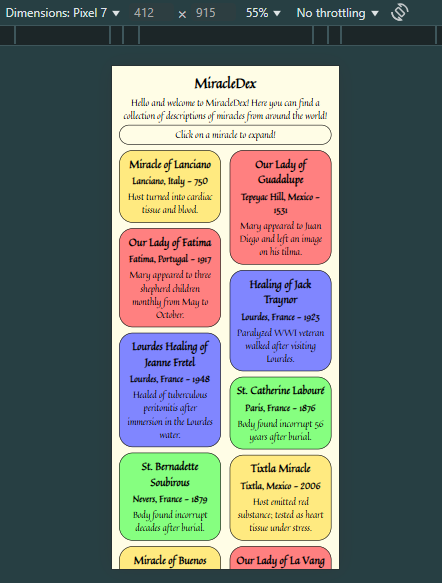 Dimensions: Pixel 7 ▼ 412 × 915 55% ▼ No throttling ▼
MiracleDex
Hello and welcome to MiracleDex! Here you can find a
collection of descriptions of miracles from around the world!
Click on a miracle to expand!
Miracle of Lanciano
Lanciano, Italy ~ 750
Host turned into cardiac
tissue and blood.
Our Lady of Fatima
Fatima, Portugal ~ 1917
Mary appeared to three
shepherd children
monthly from May to
October.
Lourdes Healing of
Jeanne Fretel
Lourdes, France ~ 1948
Healed of tuberculous
peritonitis after
immersion in the Lourdes
water.
St. Bernadette
Soubirous
Nevers, France ~ 1879
Body found incorrupt
decades after burial.
Miracle of Buenos
Our Lady of
Guadalupe
Tepeyac Hill, Mexico ~
1531
Mary appeared to Juan
Diego and left an image
on his tilma.
Healing of Jack
Traynor
Lourdes, France ~ 1923
Paralyzed WWI veteran
walked after visiting
Lourdes.
St. Catherine Labouré
Paris, France ~ 1876
Body found incorrupt 56
years after burial.
Tixtla Miracle
Tixtla, Mexico ~ 2006
Host emitted red
substance; tested as heart
tissue under stress.
Our Lady of La Vang